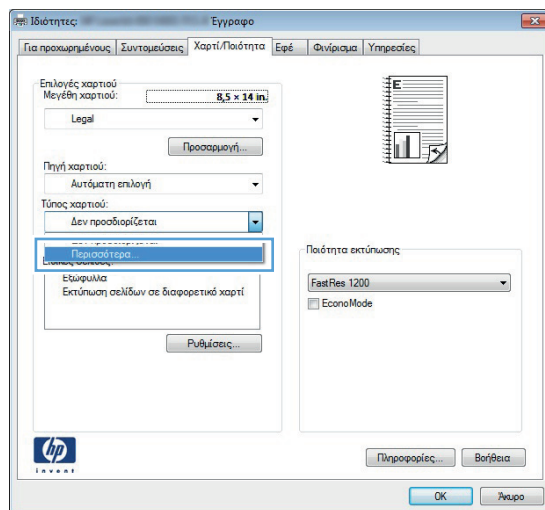 Ιδιότητες: Έγγραφο
Για προχωρημένους Συντομεύσεις Χαρτί/Ποιότητα Εφέ Φινίρισμα Υπηρεσίες
Επιλογές χαρτιού
Μεγέθη χαρτιού: 8,5 × 14 in.
Legal
Προσαρμογή...
Πηγή χαρτιού:
Αυτόματη επιλογή
Τύπος χαρτιού:
Δεν προσδιορίζεται
Περισσότερα...
Εξώφυλλα
Εκτύπωση σελίδων σε διαφορετικό χαρτί
Ρυθμίσεις...
E
Ποιότητα εκτύπωσης
FastRes 1200
EconoMode
hp
invent
Πληροφορίες... Βοήθεια
OK Άκυρο